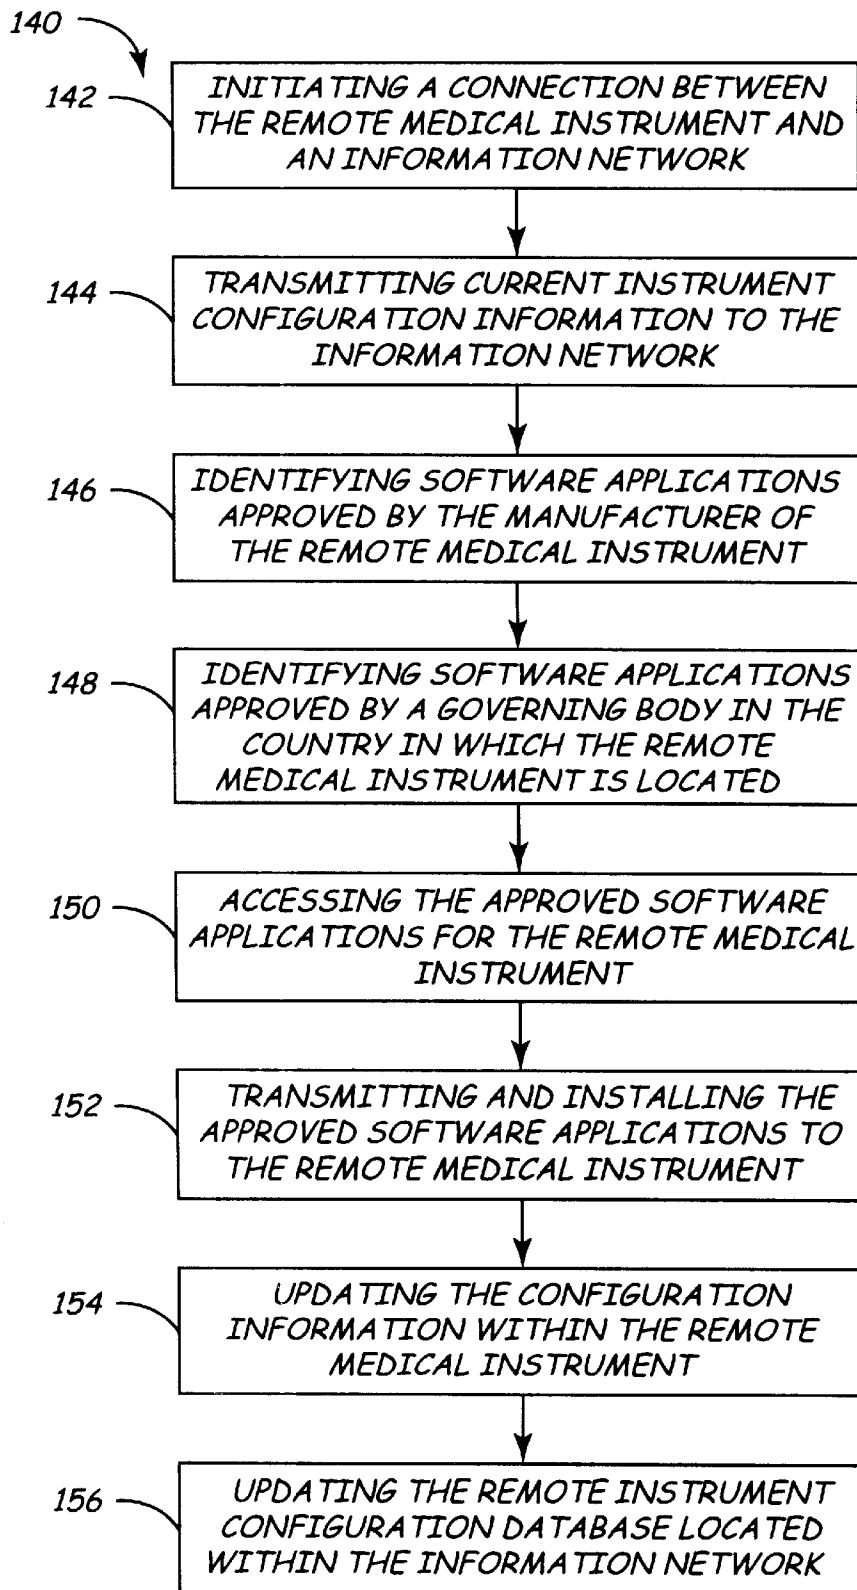 140
142
INITIATING A CONNECTION BETWEEN
THE REMOTE MEDICAL INSTRUMENT AND
AN INFORMATION NETWORK
144
TRANSMITTING CURRENT INSTRUMENT
CONFIGURATION INFORMATION TO THE
INFORMATION NETWORK
146
IDENTIFYING SOFTWARE APPLICATIONS
APPROVED BY THE MANUFACTURER OF
THE REMOTE MEDICAL INSTRUMENT
148
IDENTIFYING SOFTWARE APPLICATIONS
APPROVED BY A GOVERNING BODY IN THE
COUNTRY IN WHICH THE REMOTE
MEDICAL INSTRUMENT IS LOCATED
150
ACCESSING THE APPROVED SOFTWARE
APPLICATIONS FOR THE REMOTE MEDICAL
INSTRUMENT
152
TRANSMITTING AND INSTALLING THE
APPROVED SOFTWARE APPLICATIONS TO
THE REMOTE MEDICAL INSTRUMENT
154
UPDATING THE CONFIGURATION
INFORMATION WITHIN THE REMOTE
MEDICAL INSTRUMENT
156
UPDATING THE REMOTE INSTRUMENT
CONFIGURATION DATABASE LOCATED
WITHIN THE INFORMATION NETWORK